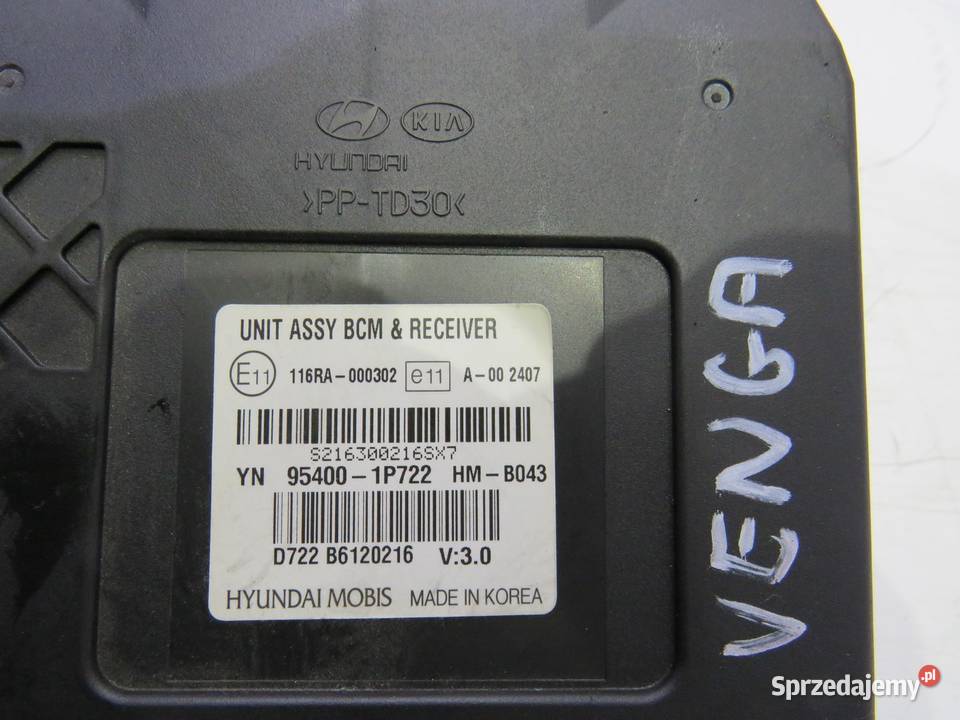 KIA
HYUNDAI
>PP-TD30<
UNIT ASSY BCM & RECEIVER
E11 116RA-000302 e11 A-00 2407
S216300216SX7
YN 95400-1P722 HM-B043
D722 B6120216 V:3.0
HYUNDAI MOBIS MADE IN KOREA
VENGA
Sprzedajemy.pl